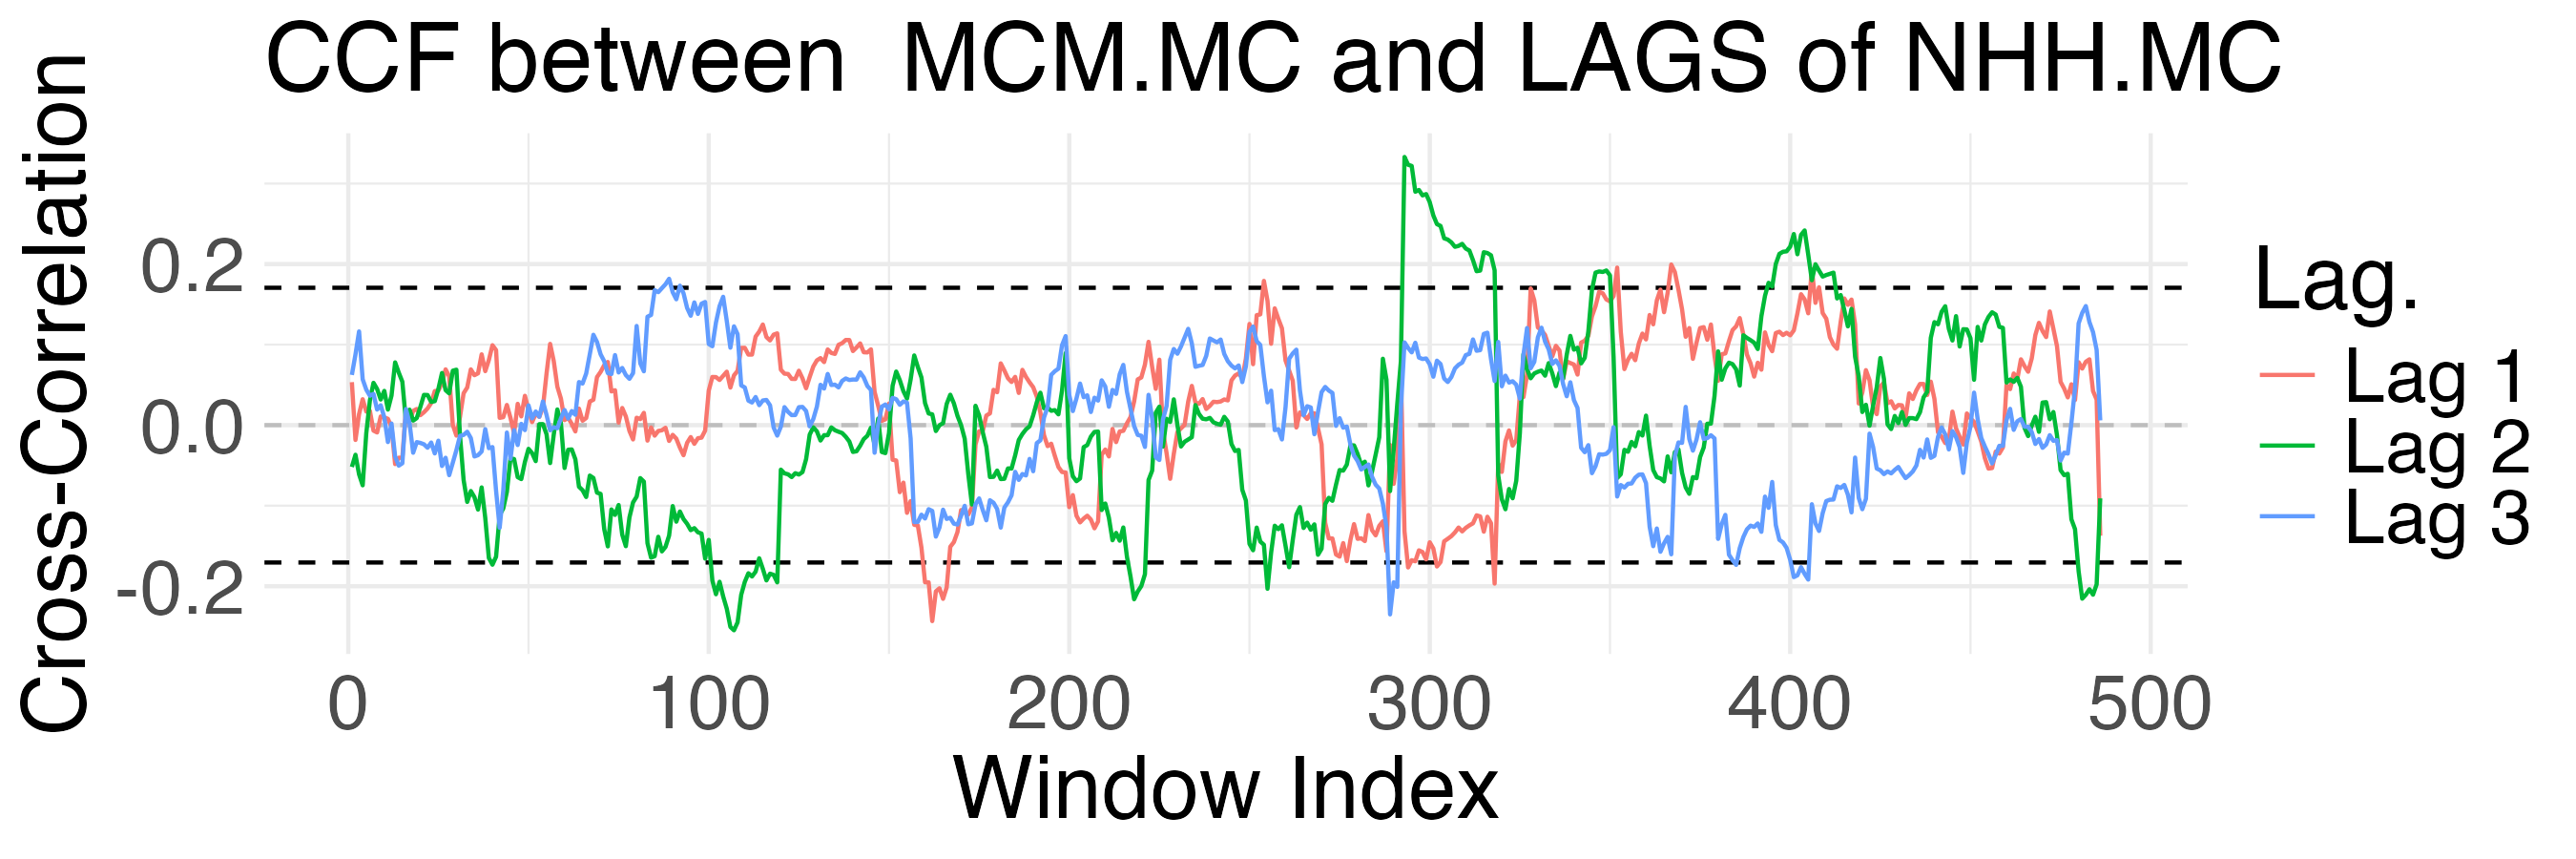 CCF between  MCM.MC and LAGS of NHH.MC
Cross-Correlation
0.2
0.0
-0.2
0 100 200 300 400 500
Window Index
Lag.
Lag 1
Lag 2
Lag 3